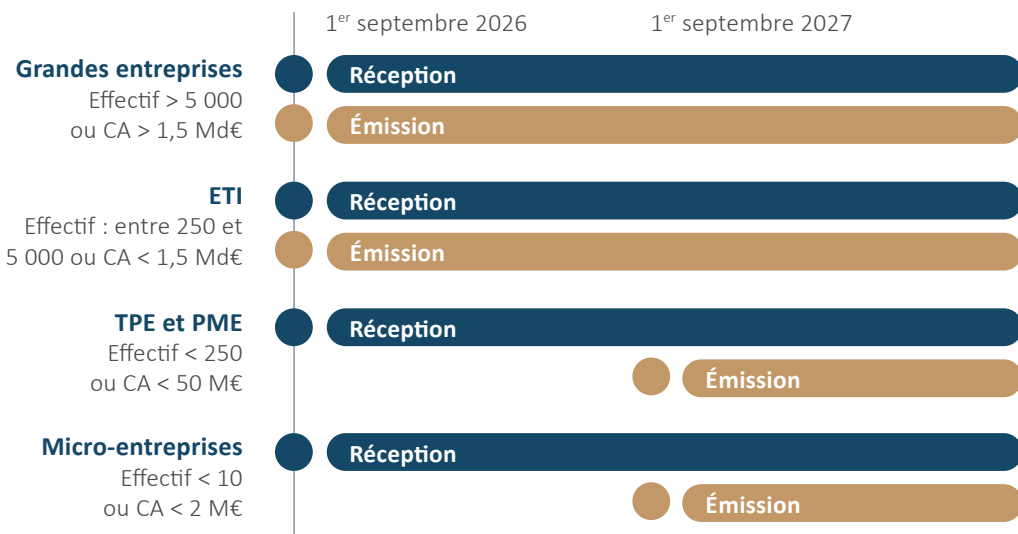 1er septembre 2026
1er septembre 2027
Grandes entreprises
Effectif > 5 000
ou CA > 1,5 Md€
Réception
Émission
ETI
Effectif : entre 250 et
5 000 ou CA < 1,5 Md€
Réception
Émission
TPE et PME
Effectif < 250
ou CA < 50 M€
Réception
Émission
Micro-entreprises
Effectif < 10
ou CA < 2 M€
Réception
Émission